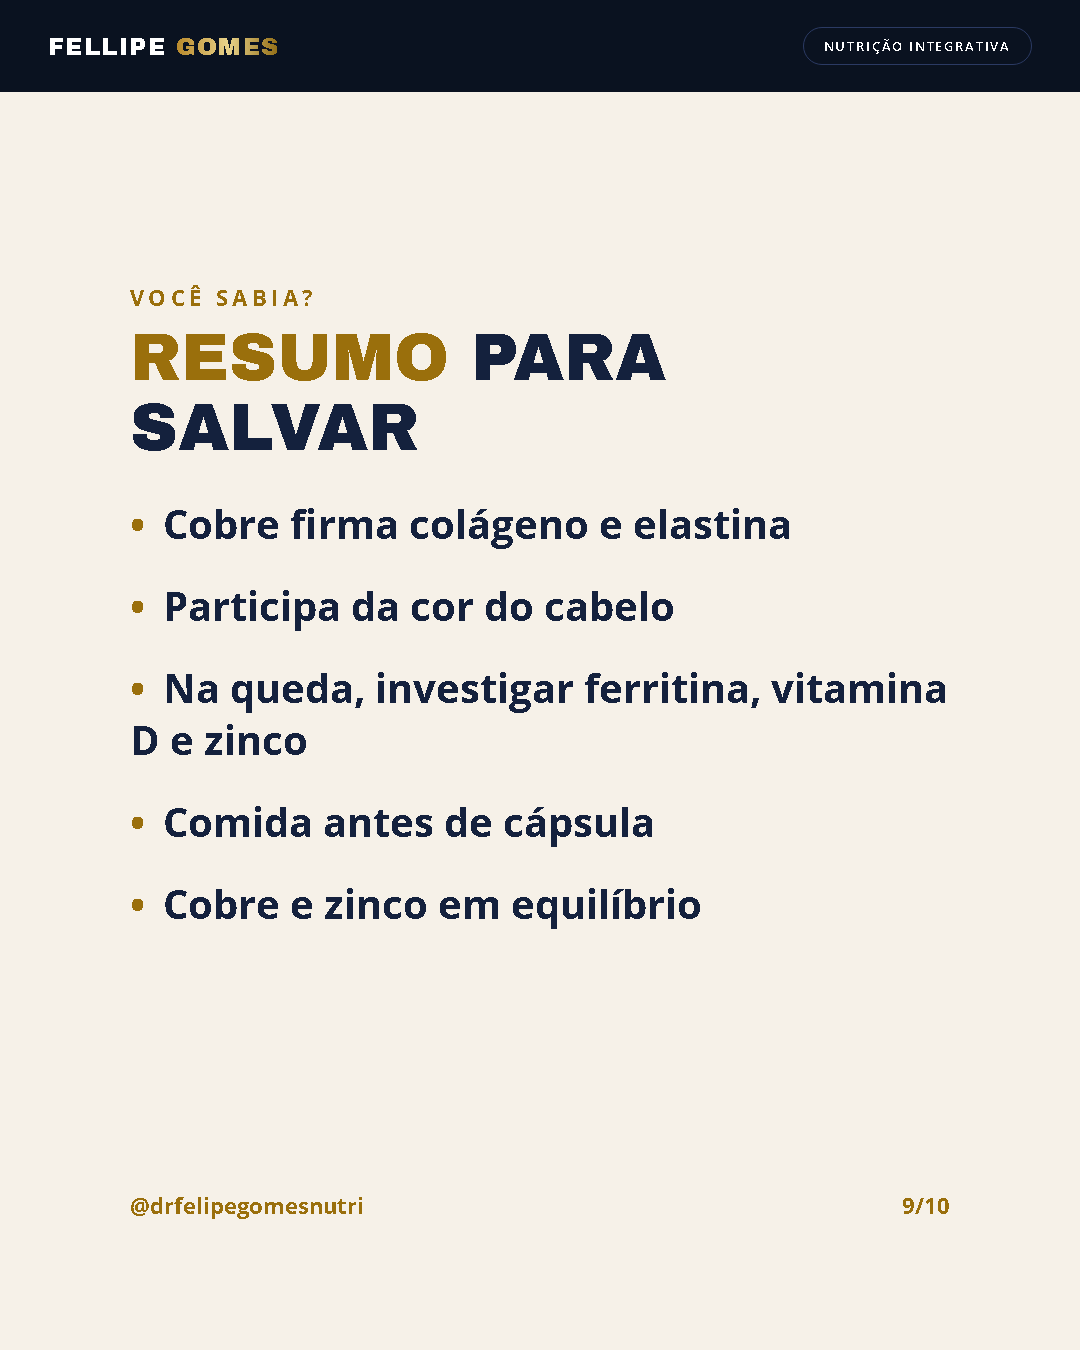 FELLIPE GOMES
NUTRIÇÃO INTEGRATIVA
VOCÊ SABIA?
RESUMO PARA
SALVAR
• Cobre firma colágeno e elastina
• Participa da cor do cabelo
• Na queda, investigar ferritina, vitamina
D e zinco
• Comida antes de cápsula
• Cobre e zinco em equilíbrio
@drfelipegomesnutri
9/10